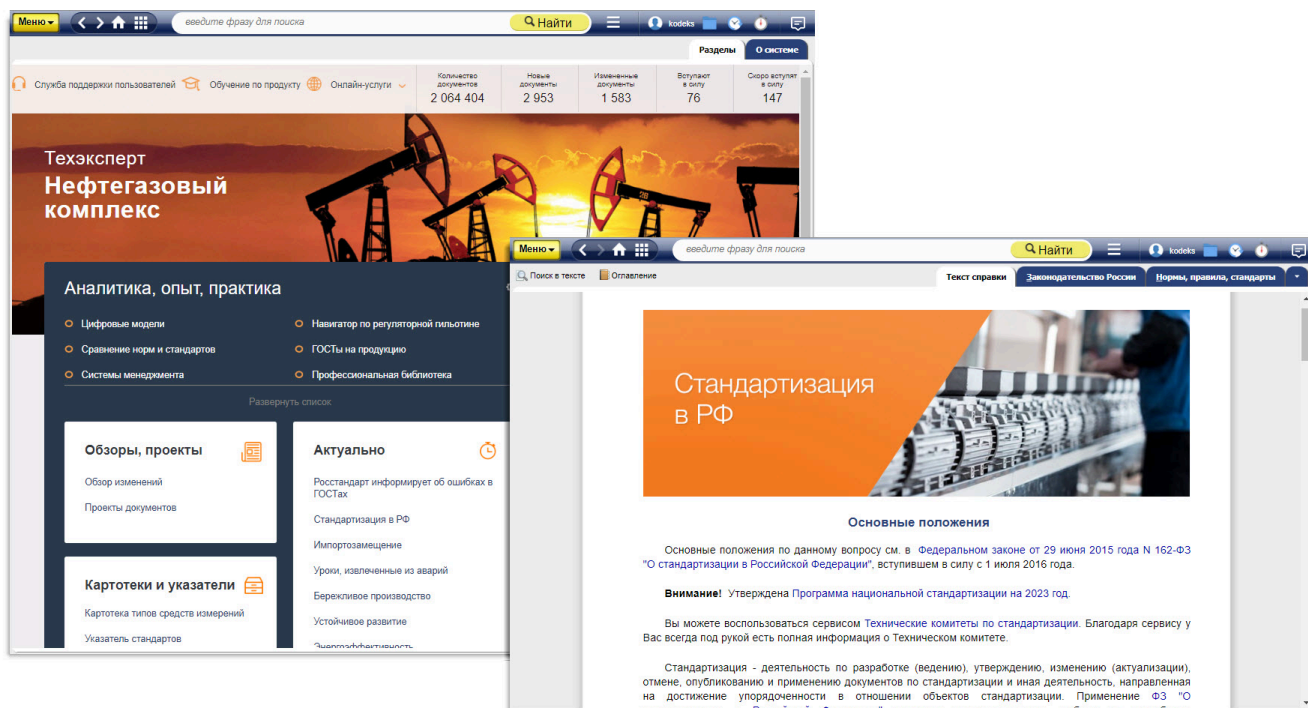 Меню
введите фразу для поиска
Найти
kodeks
Разделы
О системе
Служба поддержки пользователей
Обучение по продукту
Онлайн-услуги
Количество документов
2 064 404
Новые документы
2 953
Измененные документы
1 583
Вступают в силу
76
Скоро вступят в силу
147
Техэксперт
Нефтегазовый
комплекс
Аналитика, опыт, практика
Цифровые модели
Навигатор по регуляторной гильотине
Сравнение норм и стандартов
ГОСТы на продукцию
Системы менеджмента
Профессиональная библиотека
Развернуть список
Обзоры, проекты
Обзор изменений
Проекты документов
Актуально
Росстандарт информирует об ошибках в
ГОСТах
Стандартизация в РФ
Импортозамещение
Уроки, извлеченные из аварий
Бережливое производство
Устойчивое развитие
Энергоэффективность
Картотеки и указатели
Картотека типов средств измерений
Указатель стандартов
Меню
введите фразу для поиска
Найти
kodeks
Поиск в тексте
Оглавление
Текст справки
Законодательство России
Нормы, правила, стандарты
Стандартизация
в РФ
Основные положения
Основные положения по данному вопросу см. в Федеральном законе от 29 июня 2015 года N 162-ФЗ
"О стандартизации в Российской Федерации", вступившем в силу с 1 июля 2016 года.
Внимание! Утверждена Программа национальной стандартизации на 2023 год.
Вы можете воспользоваться сервисом Технические комитеты по стандартизации. Благодаря сервису у
Вас всегда под рукой есть полная информация о Техническом комитете.
Стандартизация - деятельность по разработке (ведению), утверждению, изменению (актуализации),
отмене, опубликованию и применению документов по стандартизации и иная деятельность, направленная
на достижение упорядоченности в отношении объектов стандартизации. Применение ФЗ "О